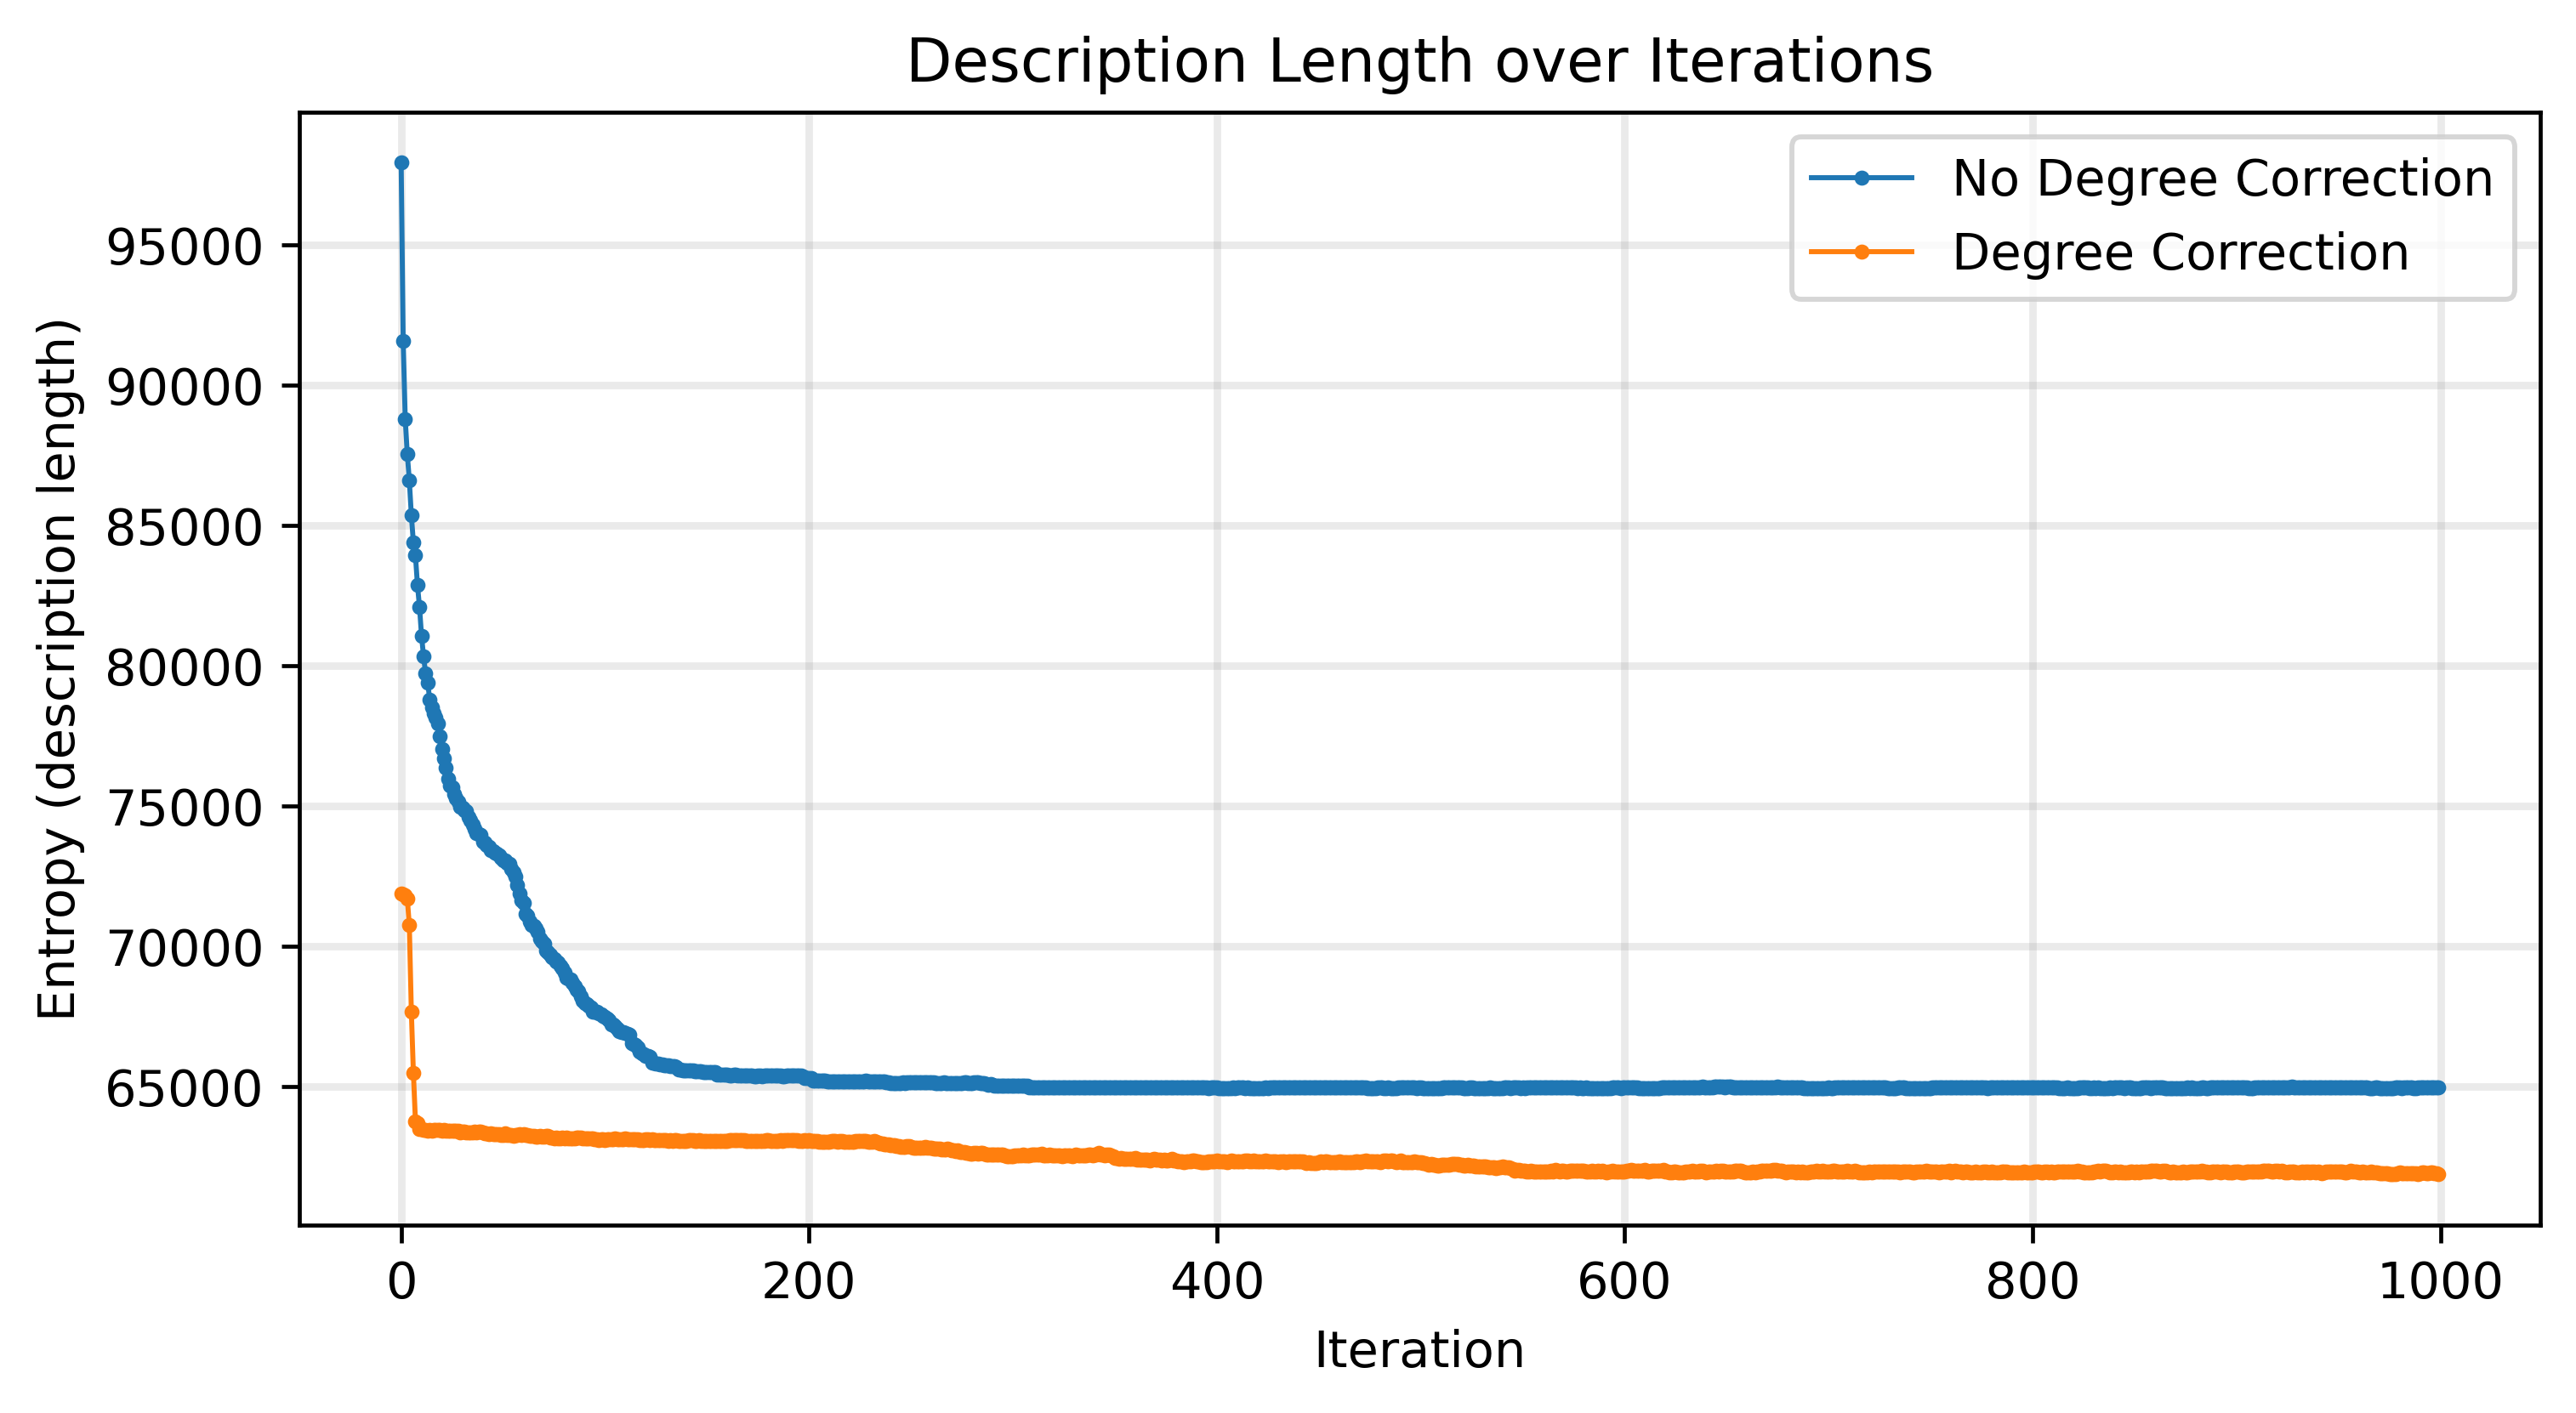 Description Length over Iterations
No Degree Correction
Degree Correction
Entropy (description length)
95000
90000
85000
80000
75000
70000
65000
0 200 400 600 800 1000
Iteration